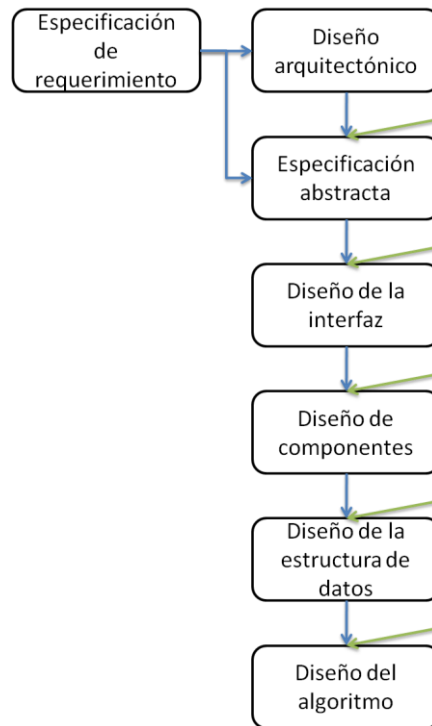 Especificación
de
requerimiento
Diseño
arquitectónico
Especificación
abstracta
Diseño de la
interfaz
Diseño de
componentes
Diseño de la
estructura de
datos
Diseño del
algoritmo